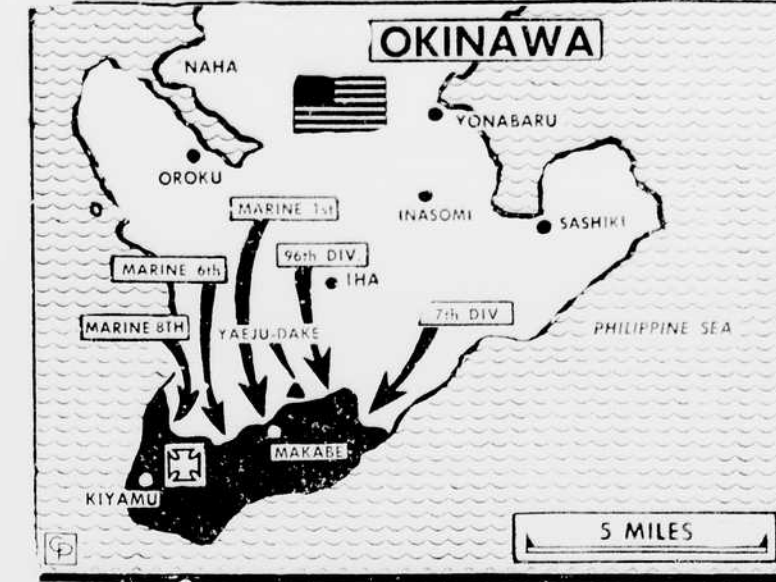 OKINAWA
NAHA
YONABARU
OROKU
INASOMI
SASHIKI
MARINE 1st
96th DIV.
IHA
MARINE 6th
MARINE 8TH
YAEJU-DAKE
7th DIV
PHILIPPINE SEA
MAKABE
KIYAMU
5 MILES
CP